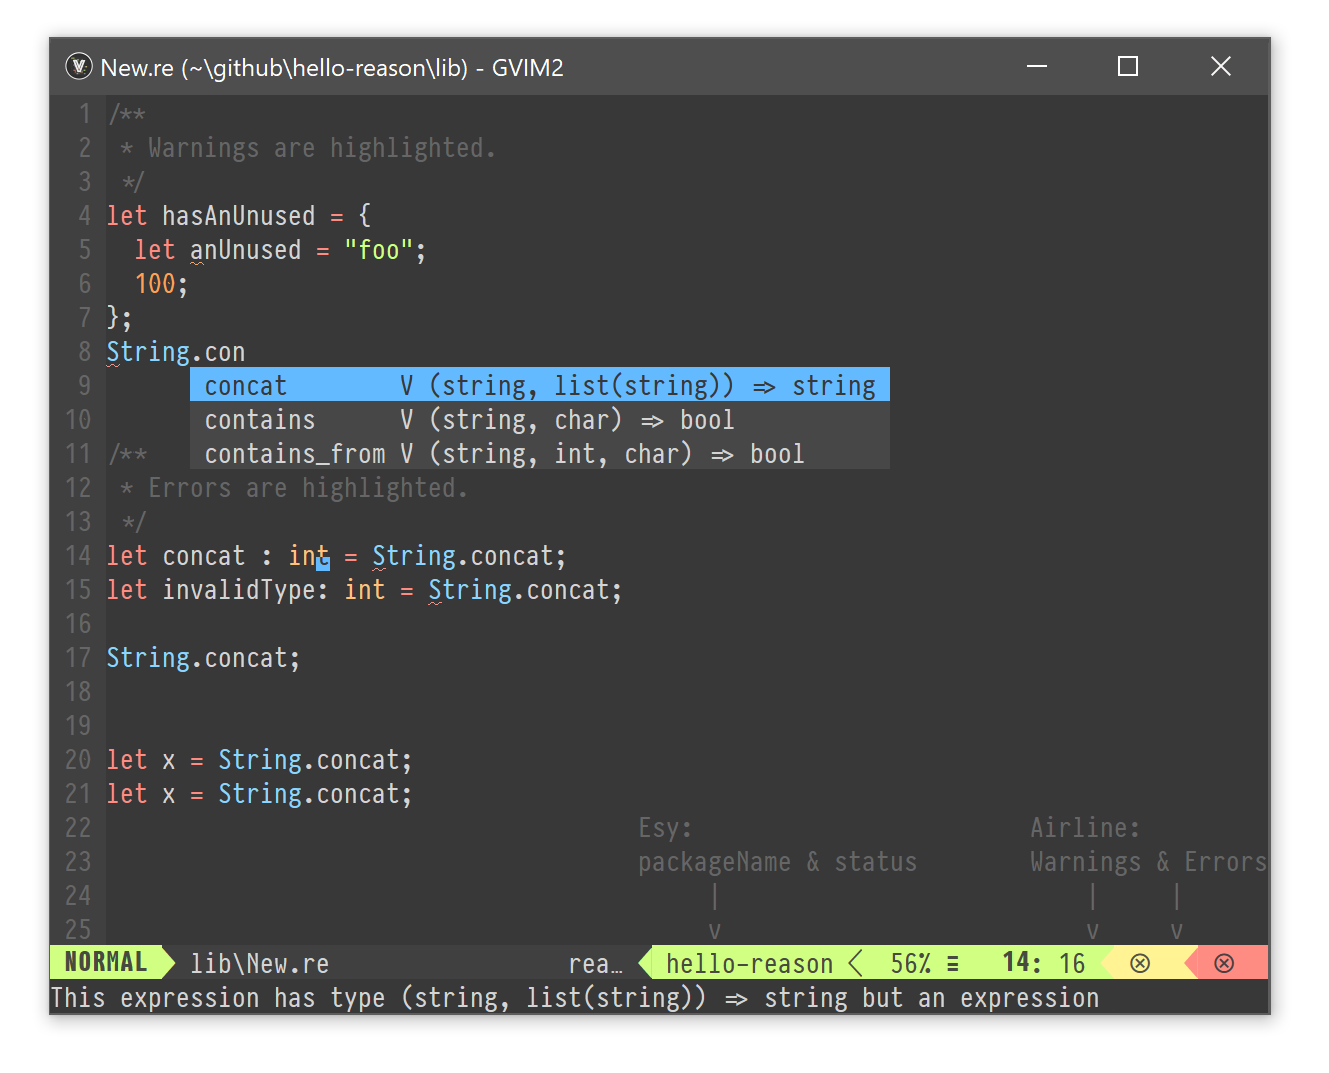 New.re (~\github\hello-reason\lib) - GVIM2
1 /**
2  * Warnings are highlighted.
3  */
4 let hasAnUnused = {
5   let anUnused = "foo";
6   100;
7 };
8 String.con
9 concat V (string, list(string)) => string
10 contains V (string, char) => bool
11 /** contains_from V (string, int, char) => bool
12  * Errors are highlighted.
13  */
14 let concat : int = String.concat;
15 let invalidType: int = String.concat;
16
17 String.concat;
18
19
20 let x = String.concat;
21 let x = String.concat;
22 Esy: Airline:
23 packageName & status Warnings & Errors
24 | | |
25 v v v
NORMAL lib\New.re rea… hello-reason < 56% ≡ 14: 16 ⊗ ⊗
This expression has type (string, list(string)) => string but an expression